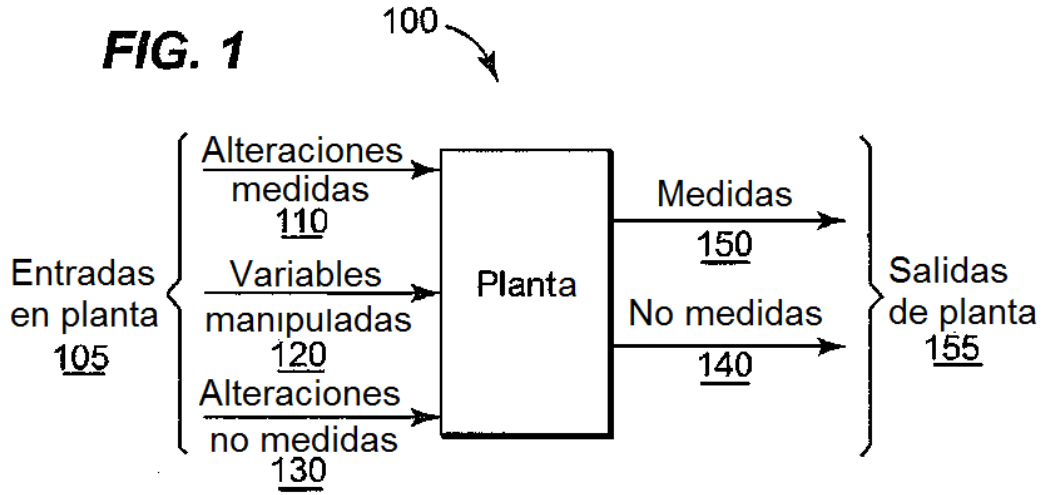 FIG. 1
100
Entradas
en planta
105
Alteraciones
medidas
110
Variables
manipuladas
120
Alteraciones
no medidas
130
Planta
Medidas
150
No medidas
140
Salidas
de planta
155